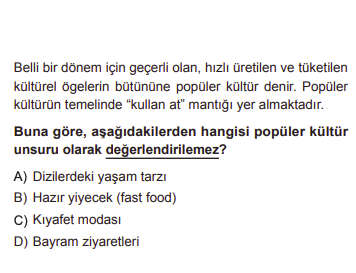 Belli bir dönem için geçerli olan, hızlı üretilen ve tüketilen
kültürel ögelerin bütününe popüler kültür denir. Popüler
kültürün temelinde “kullan at” mantığı yer almaktadır.
Buna göre, aşağıdakilerden hangisi popüler kültür
unsuru olarak değerlendirilemez?
A) Dizilerdeki yaşam tarzı
B) Hazır yiyecek (fast food)
C) Kıyafet modası
D) Bayram ziyaretleri